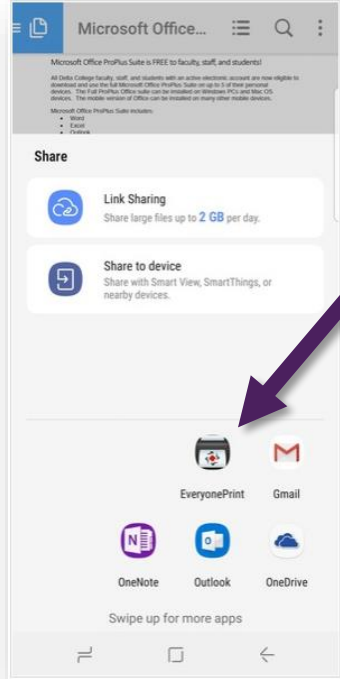 Microsoft Office...
Microsoft Office ProPlus Suite is FREE to faculty, staff, and students!
All Delta College faculty, staff, and students with an active electronic account are now eligible to
download and use the full Microsoft Office ProPlus Suite on up to 5 of their personal
devices. The Full ProPlus Office suite can be installed on Windows PCs and Mac OS
devices. The mobile version of Office can be installed on many other mobile devices.
Microsoft Office ProPlus Suite includes:
• Word
• Excel
• Outlook
Share
Link Sharing
Share large files up to 2 GB per day.
Share to device
Share with Smart View, SmartThings, or
nearby devices.
EveryonePrint Gmail
OneNote Outlook OneDrive
Swipe up for more apps